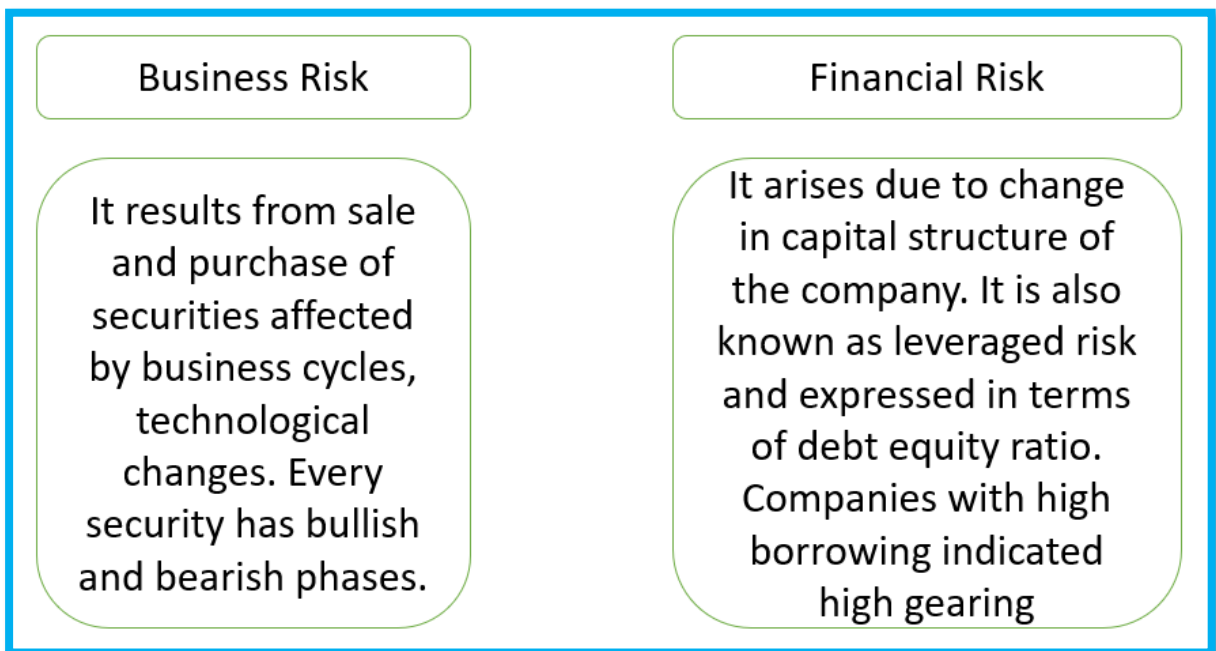 Business Risk
It results from sale
and purchase of
securities affected
by business cycles,
technological
changes. Every
security has bullish
and bearish phases.
Financial Risk
It arises due to change
in capital structure of
the company. It is also
known as leveraged risk
and expressed in terms
of debt equity ratio.
Companies with high
borrowing indicated
high gearing